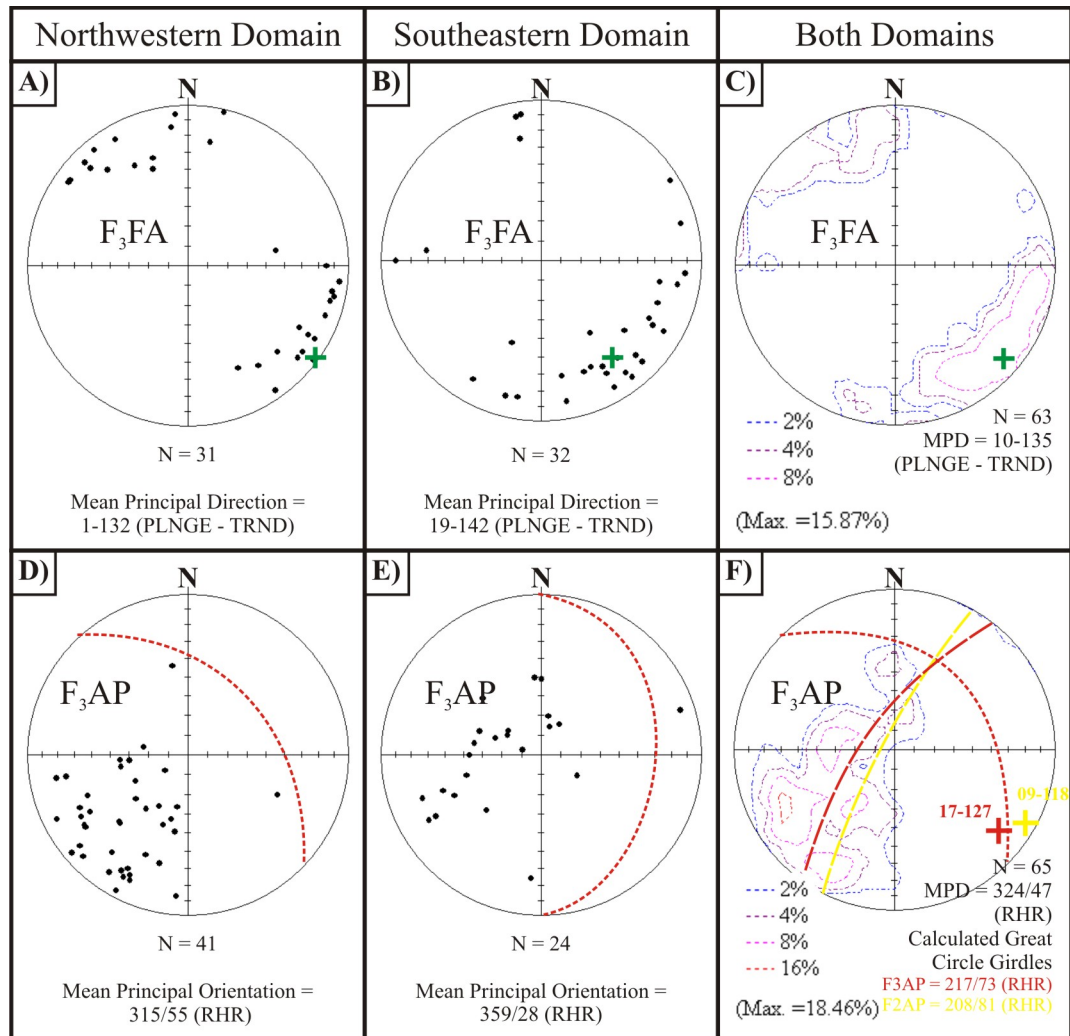 Northwestern Domain
Southeastern Domain
Both Domains
A)
N
F₃FA
N = 31
Mean Principal Direction =
1-132 (PLNGE - TRND)
B)
N
F₃FA
N = 32
Mean Principal Direction =
19-142 (PLNGE - TRND)
C)
N
F₃FA
2%
4%
8%
(Max. =15.87%)
N = 63
MPD = 10-135
(PLNGE - TRND)
D)
N
F₃AP
N = 41
Mean Principal Orientation =
315/55 (RHR)
E)
N
F₃AP
N = 24
Mean Principal Orientation =
359/28 (RHR)
F)
N
F₃AP
09-118
17-127
2%
4%
8%
16%
(Max. =18.46%)
N = 65
MPD = 324/47
(RHR)
Calculated Great
Circle Girdles
F3AP = 217/73 (RHR)
F2AP = 208/81 (RHR)